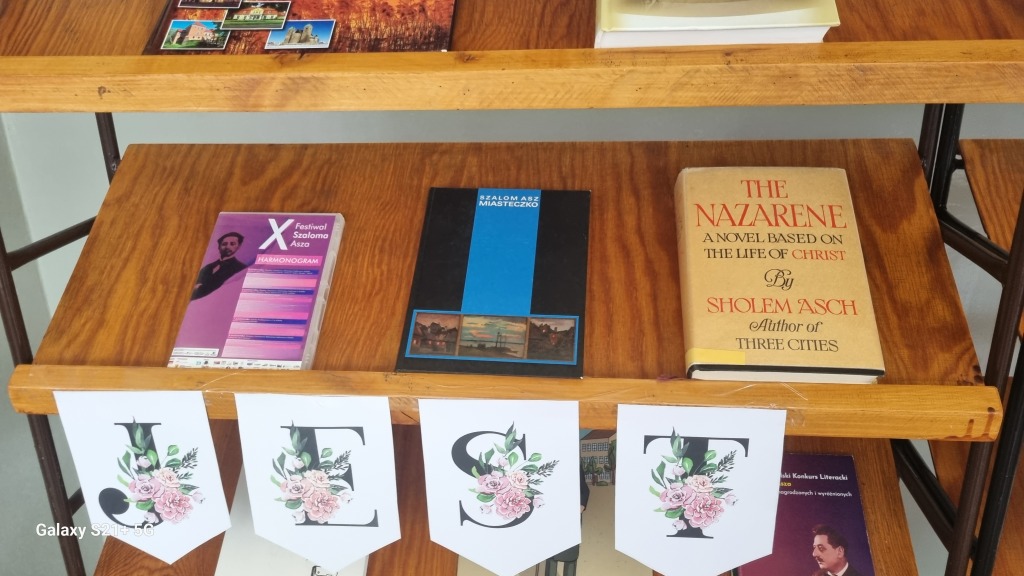 X
Festiwal
Szaloma
Asza
HARMONOGRAM
SZALOM ASZ
MIASTECZKO
THE
NAZARENE
A NOVEL BASED ON
THE LIFE OF CHRIST
By
SHOLEM ASCH
Author of
THREE CITIES
J E S T
ski Konkurs Literacki
Galaxy S21+ 5G